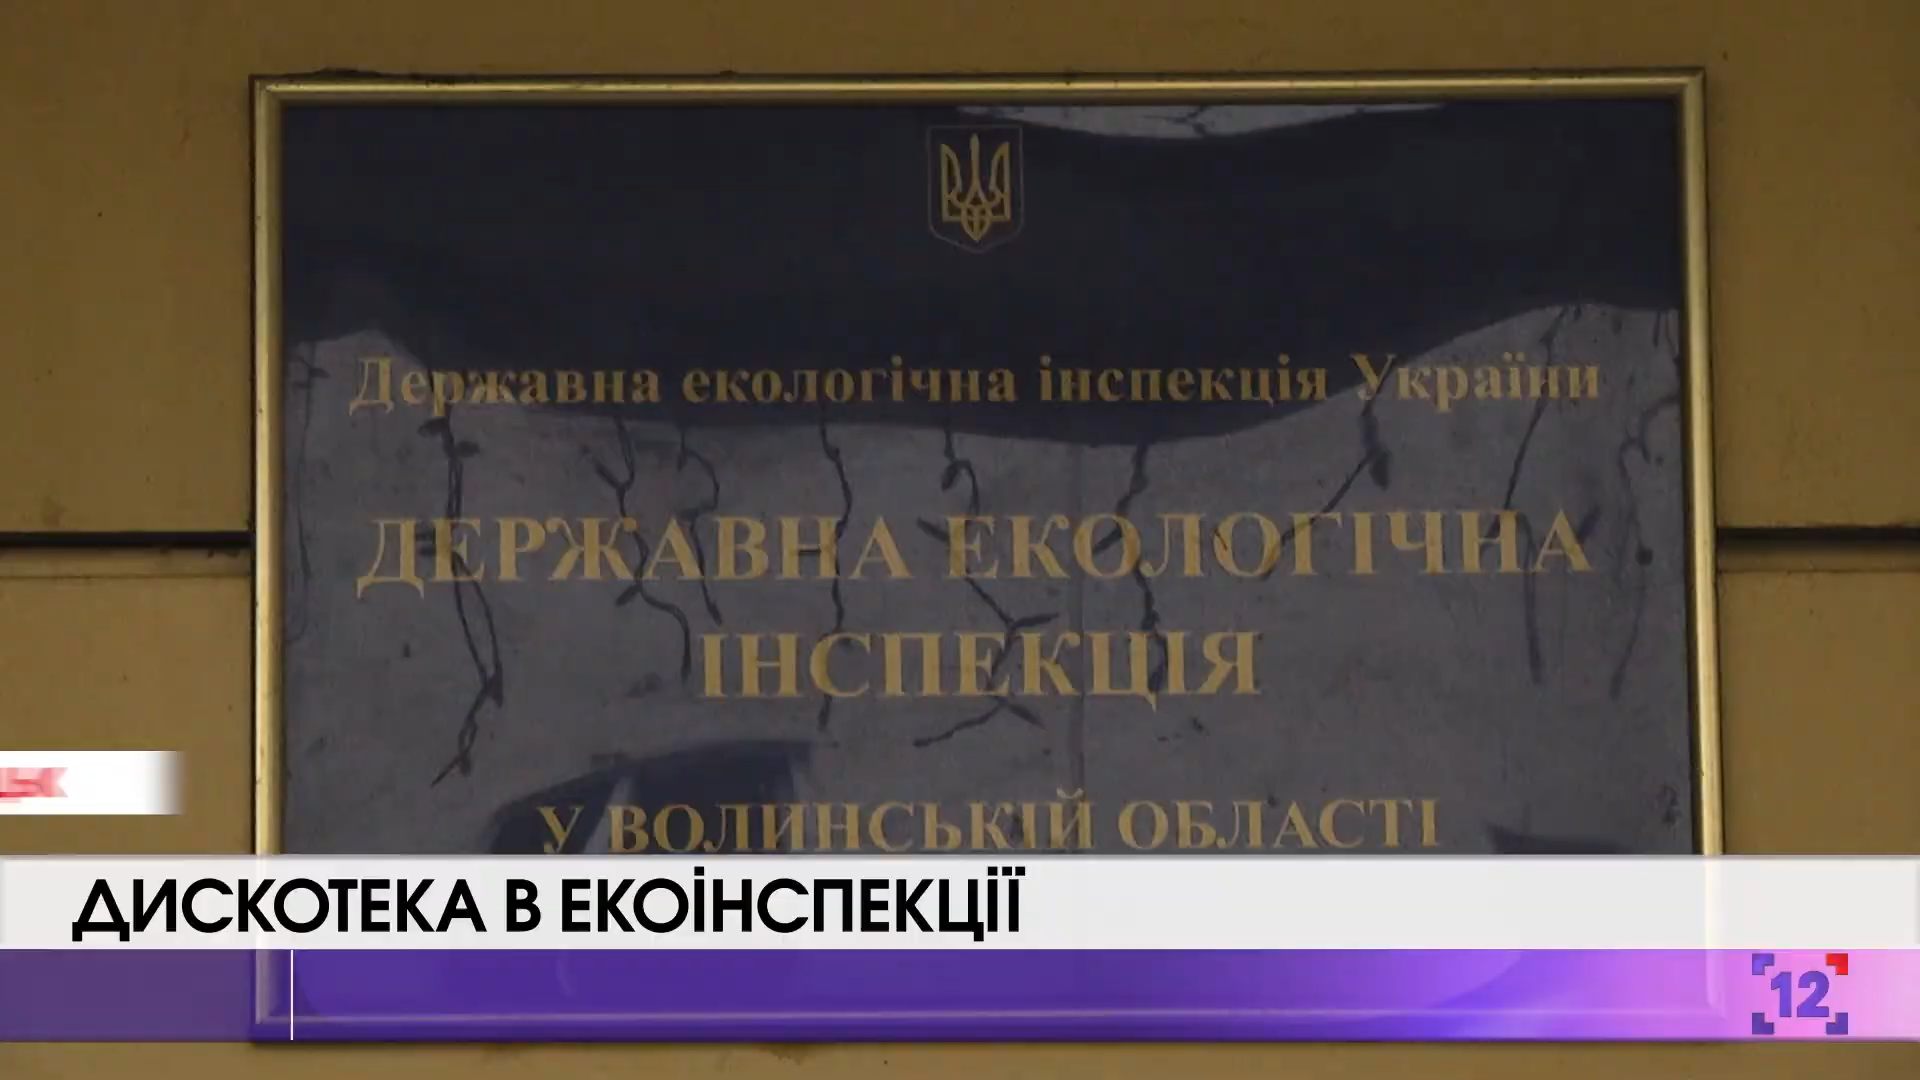 Державна екологічна інспекція України
ДЕРЖАВНА ЕКОЛОГІЧНА
ІНСПЕКЦІЯ
У ВОЛИНСЬКІЙ ОБЛАСТІ
ДИСКОТЕКА В ЕКОІНСПЕКЦІЇ
12